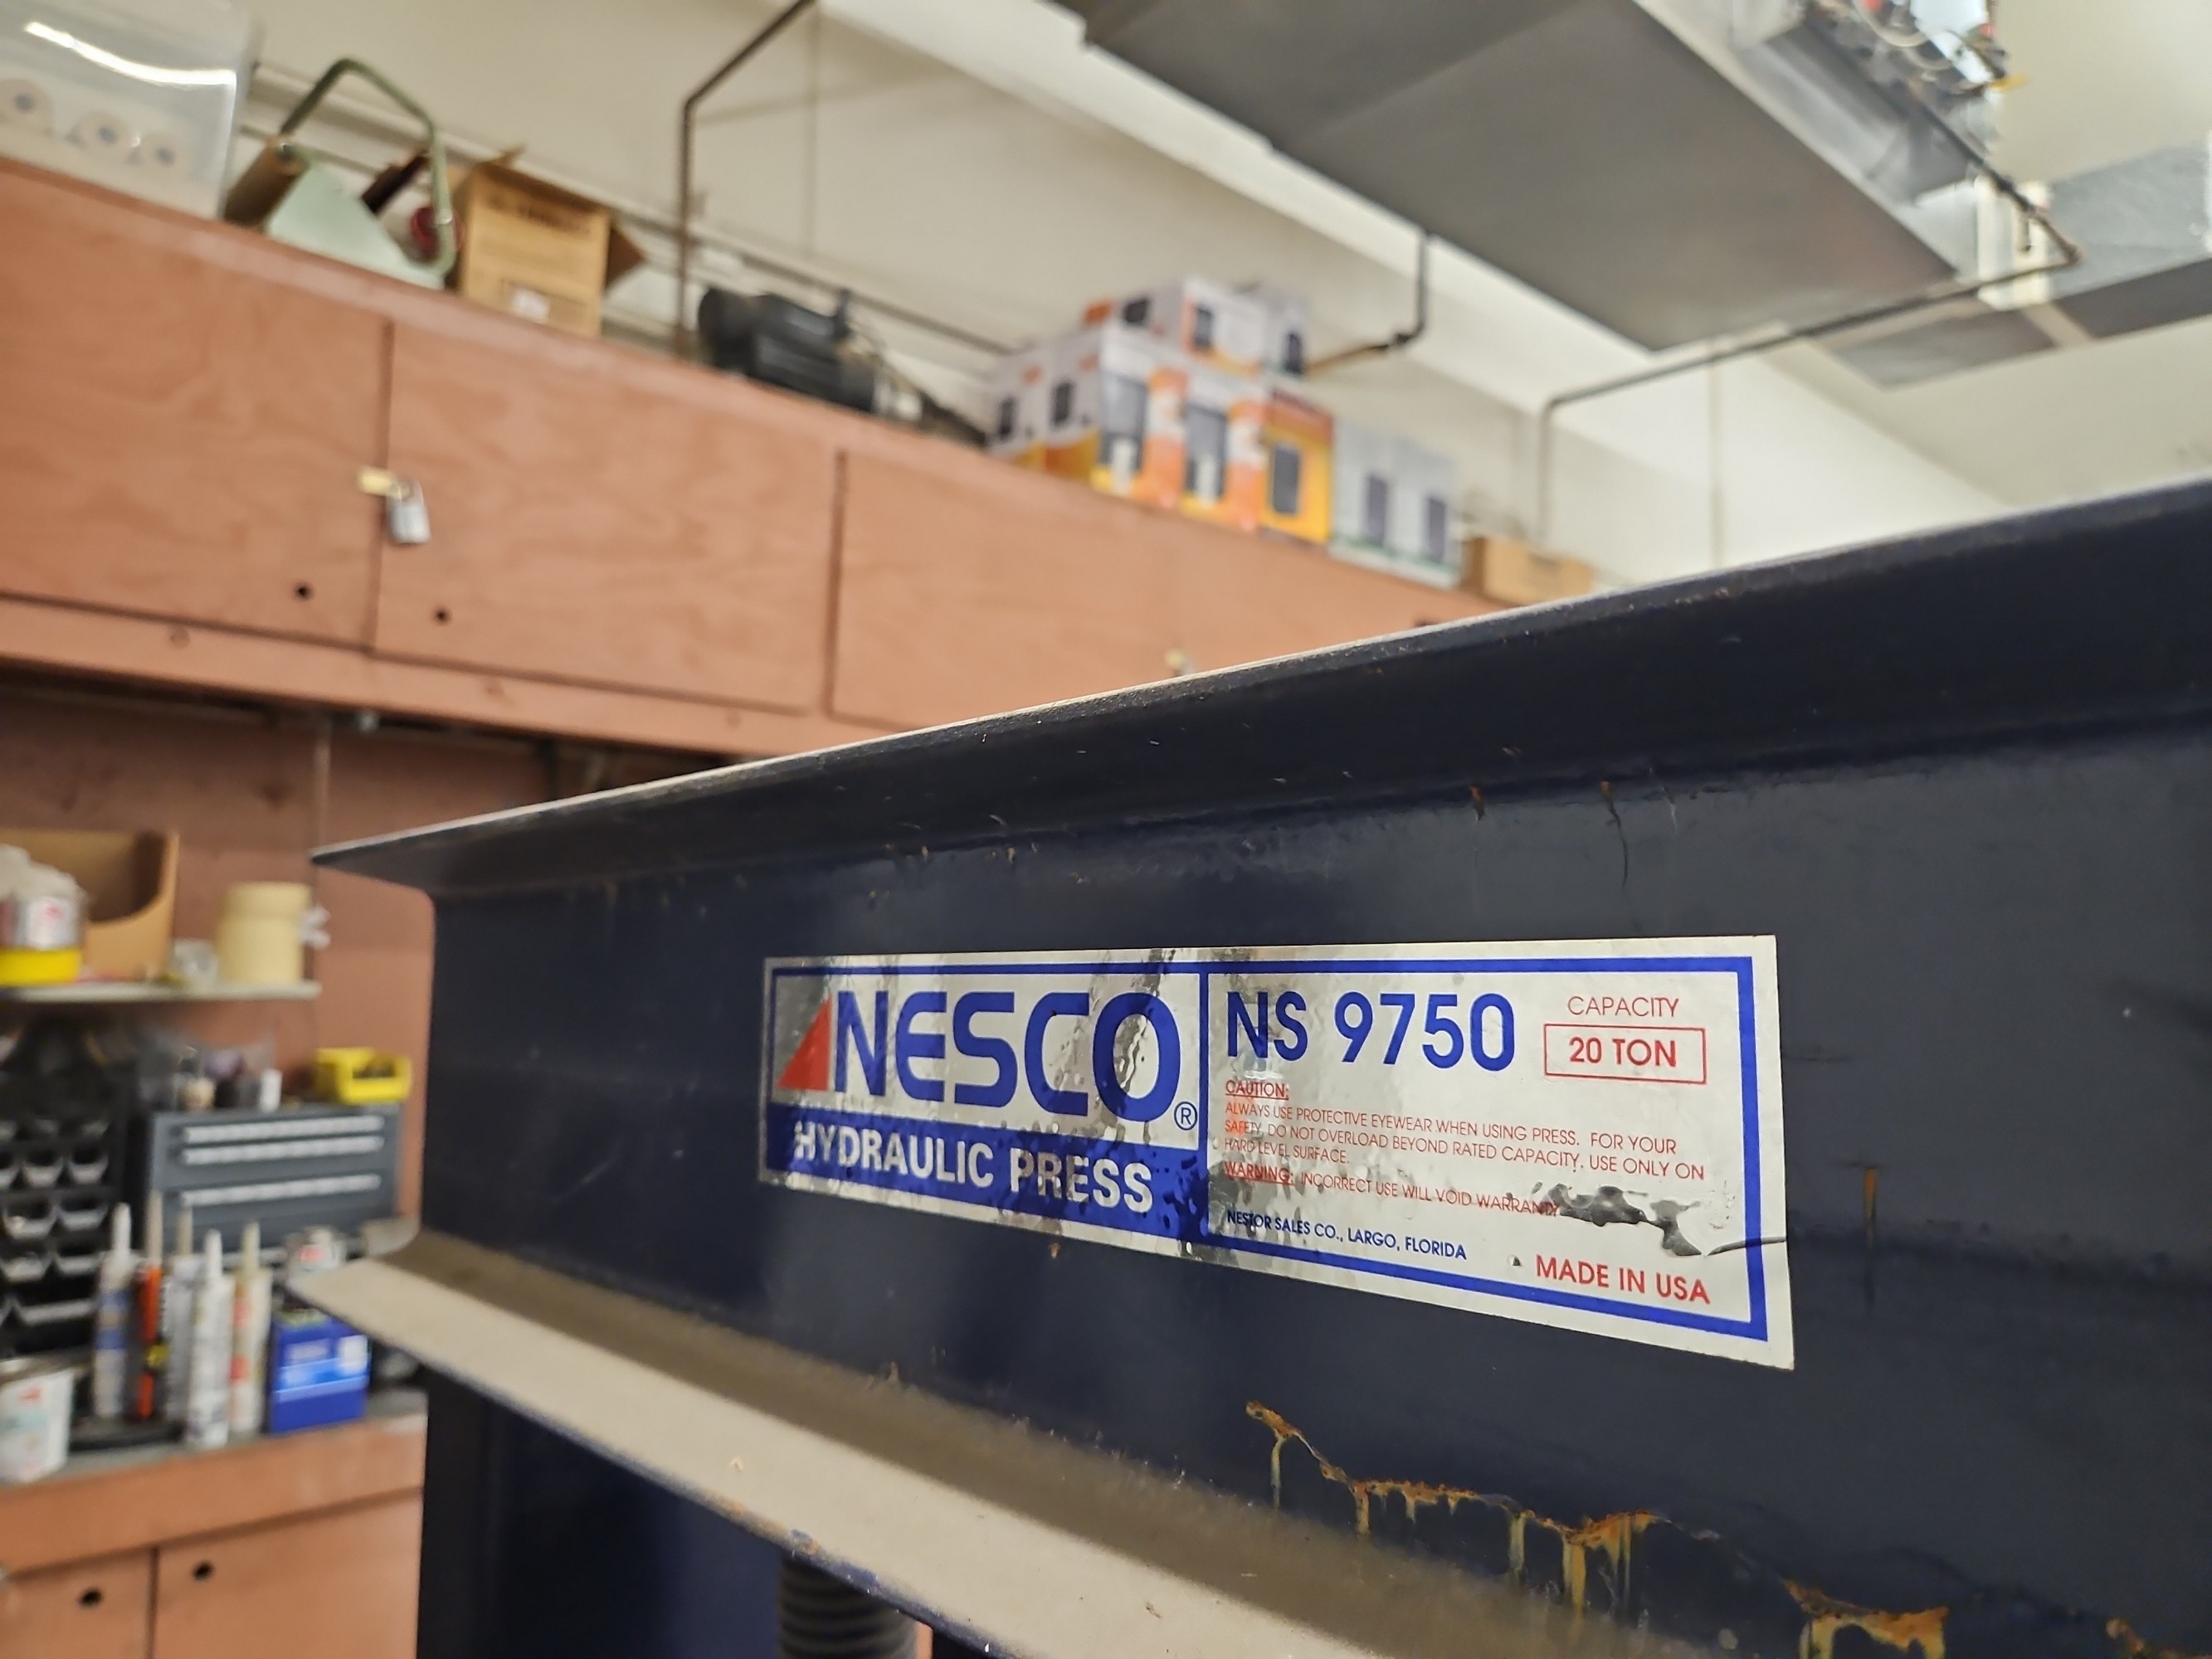 NESCO®
HYDRAULIC PRESS
NS 9750
CAPACITY
20 TON
CAUTION:
ALWAYS USE PROTECTIVE EYEWEAR WHEN USING PRESS. FOR YOUR
SAFETY, DO NOT OVERLOAD BEYOND RATED CAPACITY. USE ONLY ON
HARD LEVEL SURFACE.
WARNING: INCORRECT USE WILL VOID WARRANTY
NESTOR SALES CO., LARGO, FLORIDA
MADE IN USA